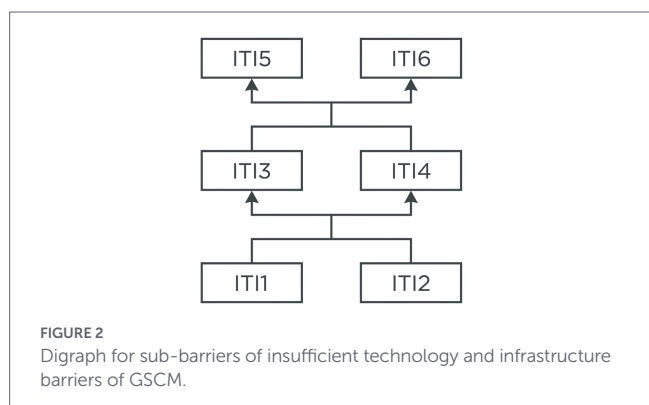 ITI5 ITI6
ITI3 ITI4
ITI1 ITI2
FIGURE 2
Digraph for sub-barriers of insufficient technology and infrastructure
barriers of GSCM.